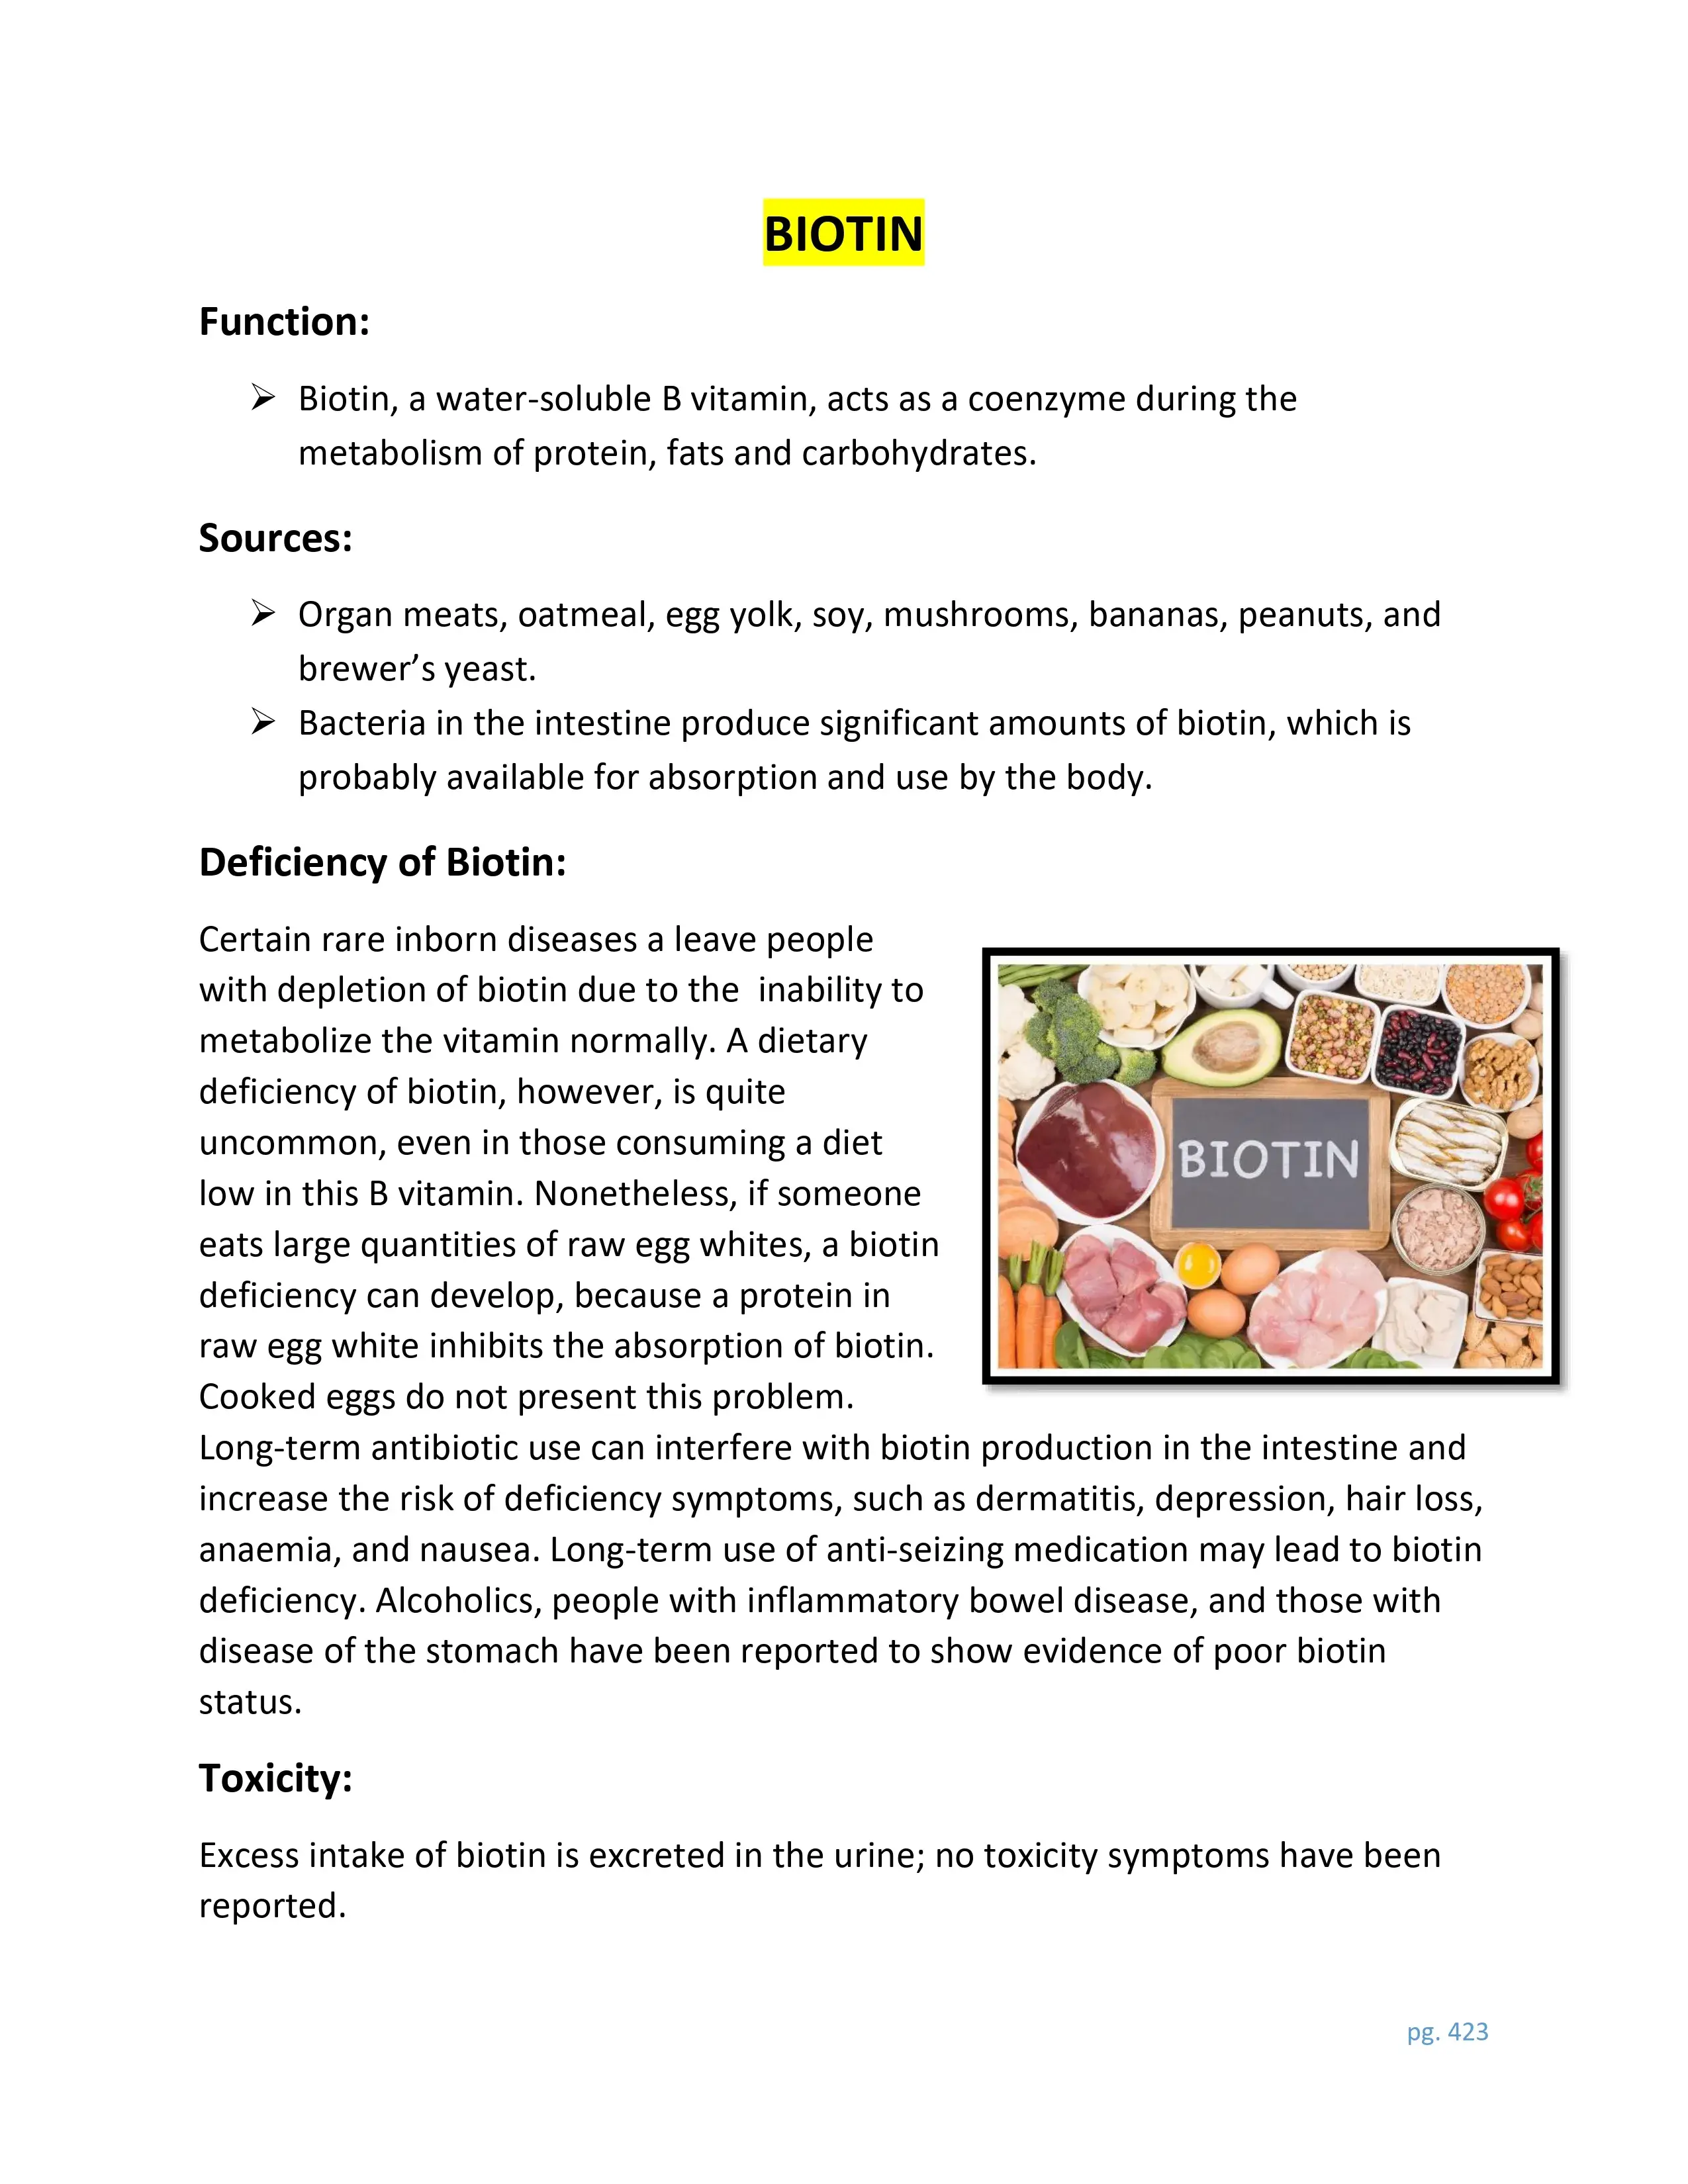 BIOTIN
Function:
➢ Biotin, a water-soluble B vitamin, acts as a coenzyme during the
metabolism of protein, fats and carbohydrates.
Sources:
➢ Organ meats, oatmeal, egg yolk, soy, mushrooms, bananas, peanuts, and
brewer’s yeast.
➢ Bacteria in the intestine produce significant amounts of biotin, which is
probably available for absorption and use by the body.
Deficiency of Biotin:
Certain rare inborn diseases a leave people
with depletion of biotin due to the  inability to
metabolize the vitamin normally. A dietary
deficiency of biotin, however, is quite
uncommon, even in those consuming a diet
low in this B vitamin. Nonetheless, if someone
eats large quantities of raw egg whites, a biotin
deficiency can develop, because a protein in
raw egg white inhibits the absorption of biotin.
Cooked eggs do not present this problem.
BIOTIN
Long-term antibiotic use can interfere with biotin production in the intestine and
increase the risk of deficiency symptoms, such as dermatitis, depression, hair loss,
anaemia, and nausea. Long-term use of anti-seizing medication may lead to biotin
deficiency. Alcoholics, people with inflammatory bowel disease, and those with
disease of the stomach have been reported to show evidence of poor biotin
status.
Toxicity:
Excess intake of biotin is excreted in the urine; no toxicity symptoms have been
reported.
pg. 423